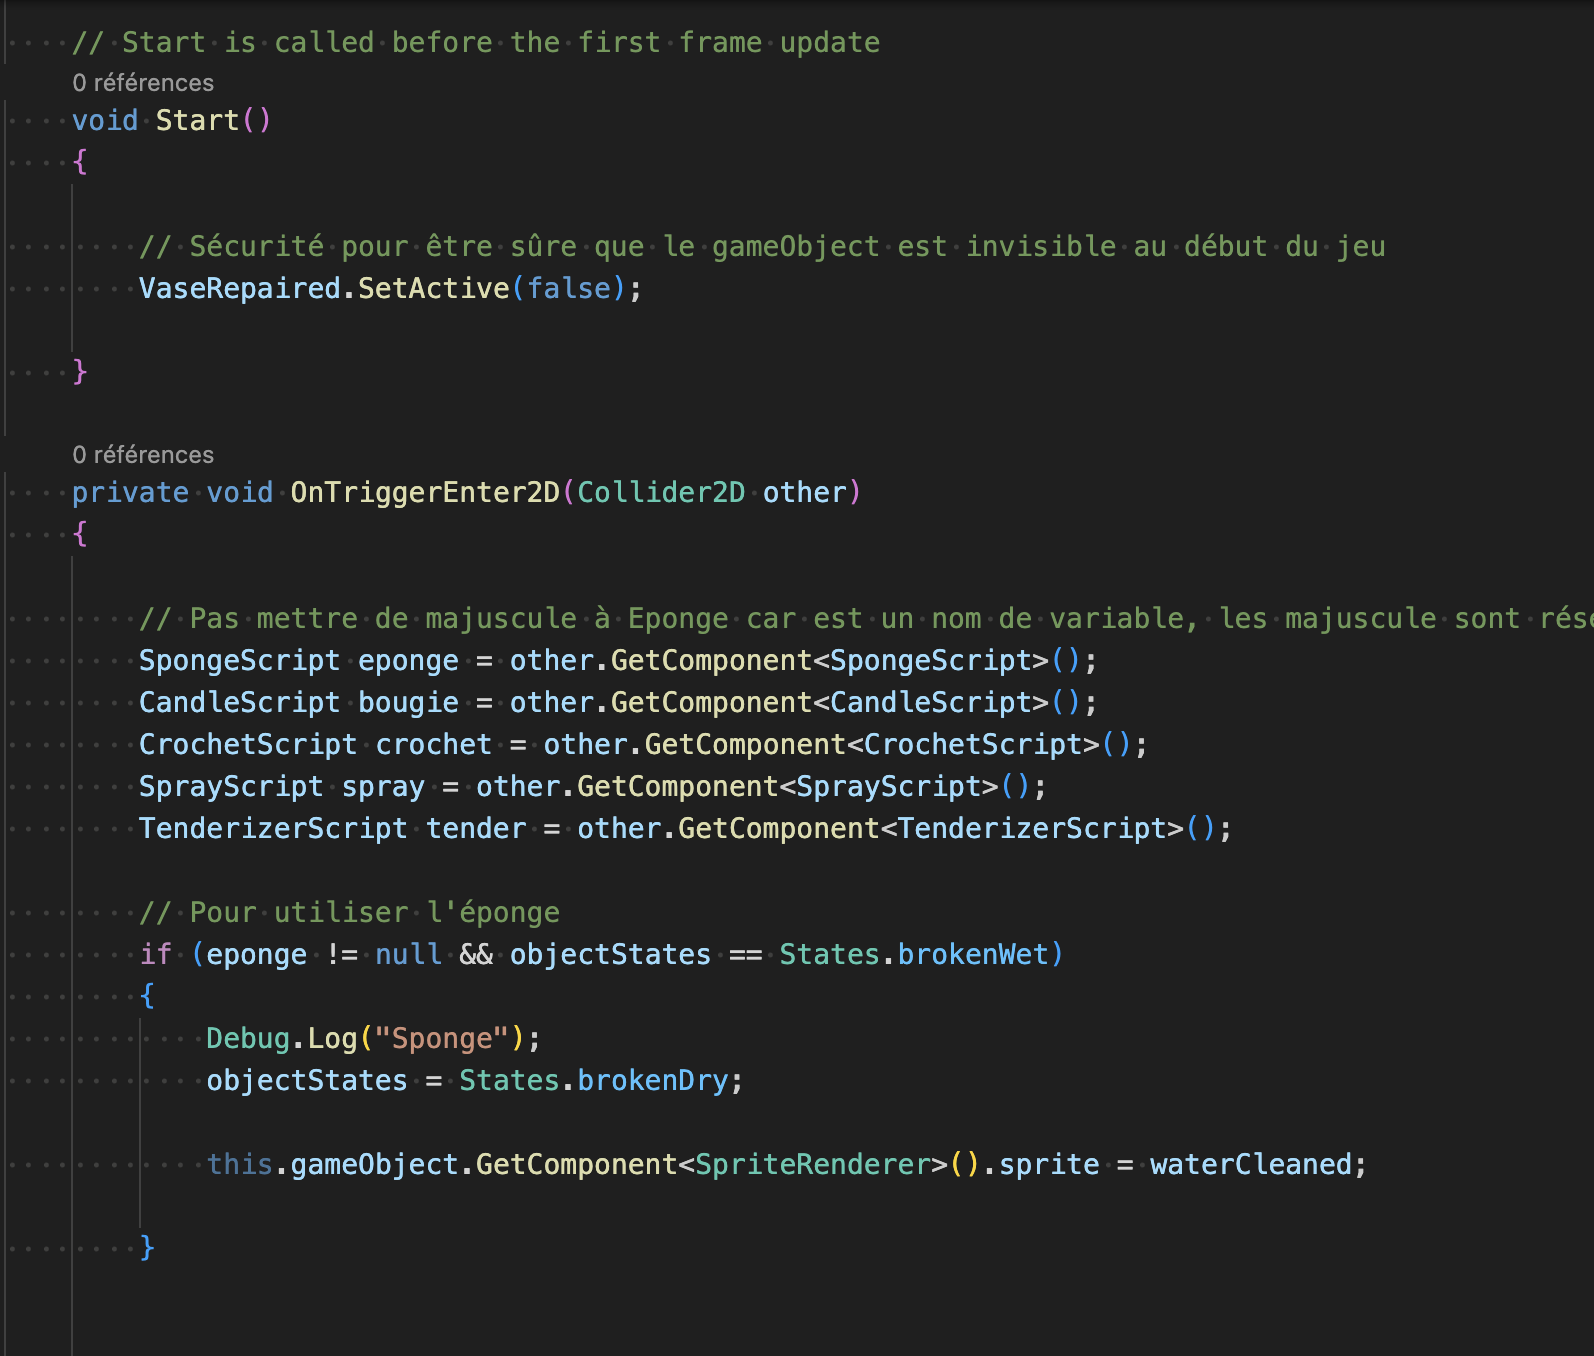 // Start is called before the first frame update
0 références
void Start()
{
// Sécurité pour être sûre que le gameObject est invisible au début du jeu
VaseRepaired.SetActive(false);
}
0 références
private void OnTriggerEnter2D(Collider2D other)
{
// Pas mettre de majuscule à Eponge car est un nom de variable, les majuscule sont
SpongeScript eponge = other.GetComponent<SpongeScript>();
CandleScript bougie = other.GetComponent<CandleScript>();
CrochetScript crochet = other.GetComponent<CrochetScript>();
SprayScript spray = other.GetComponent<SprayScript>();
TenderizerScript tender = other.GetComponent<TenderizerScript>();
// Pour utiliser l'éponge
if (eponge != null && objectStates == States.brokenWet)
{
Debug.Log("Sponge");
objectStates = States.brokenDry;
this.gameObject.GetComponent<SpriteRenderer>().sprite = waterCleaned;
}